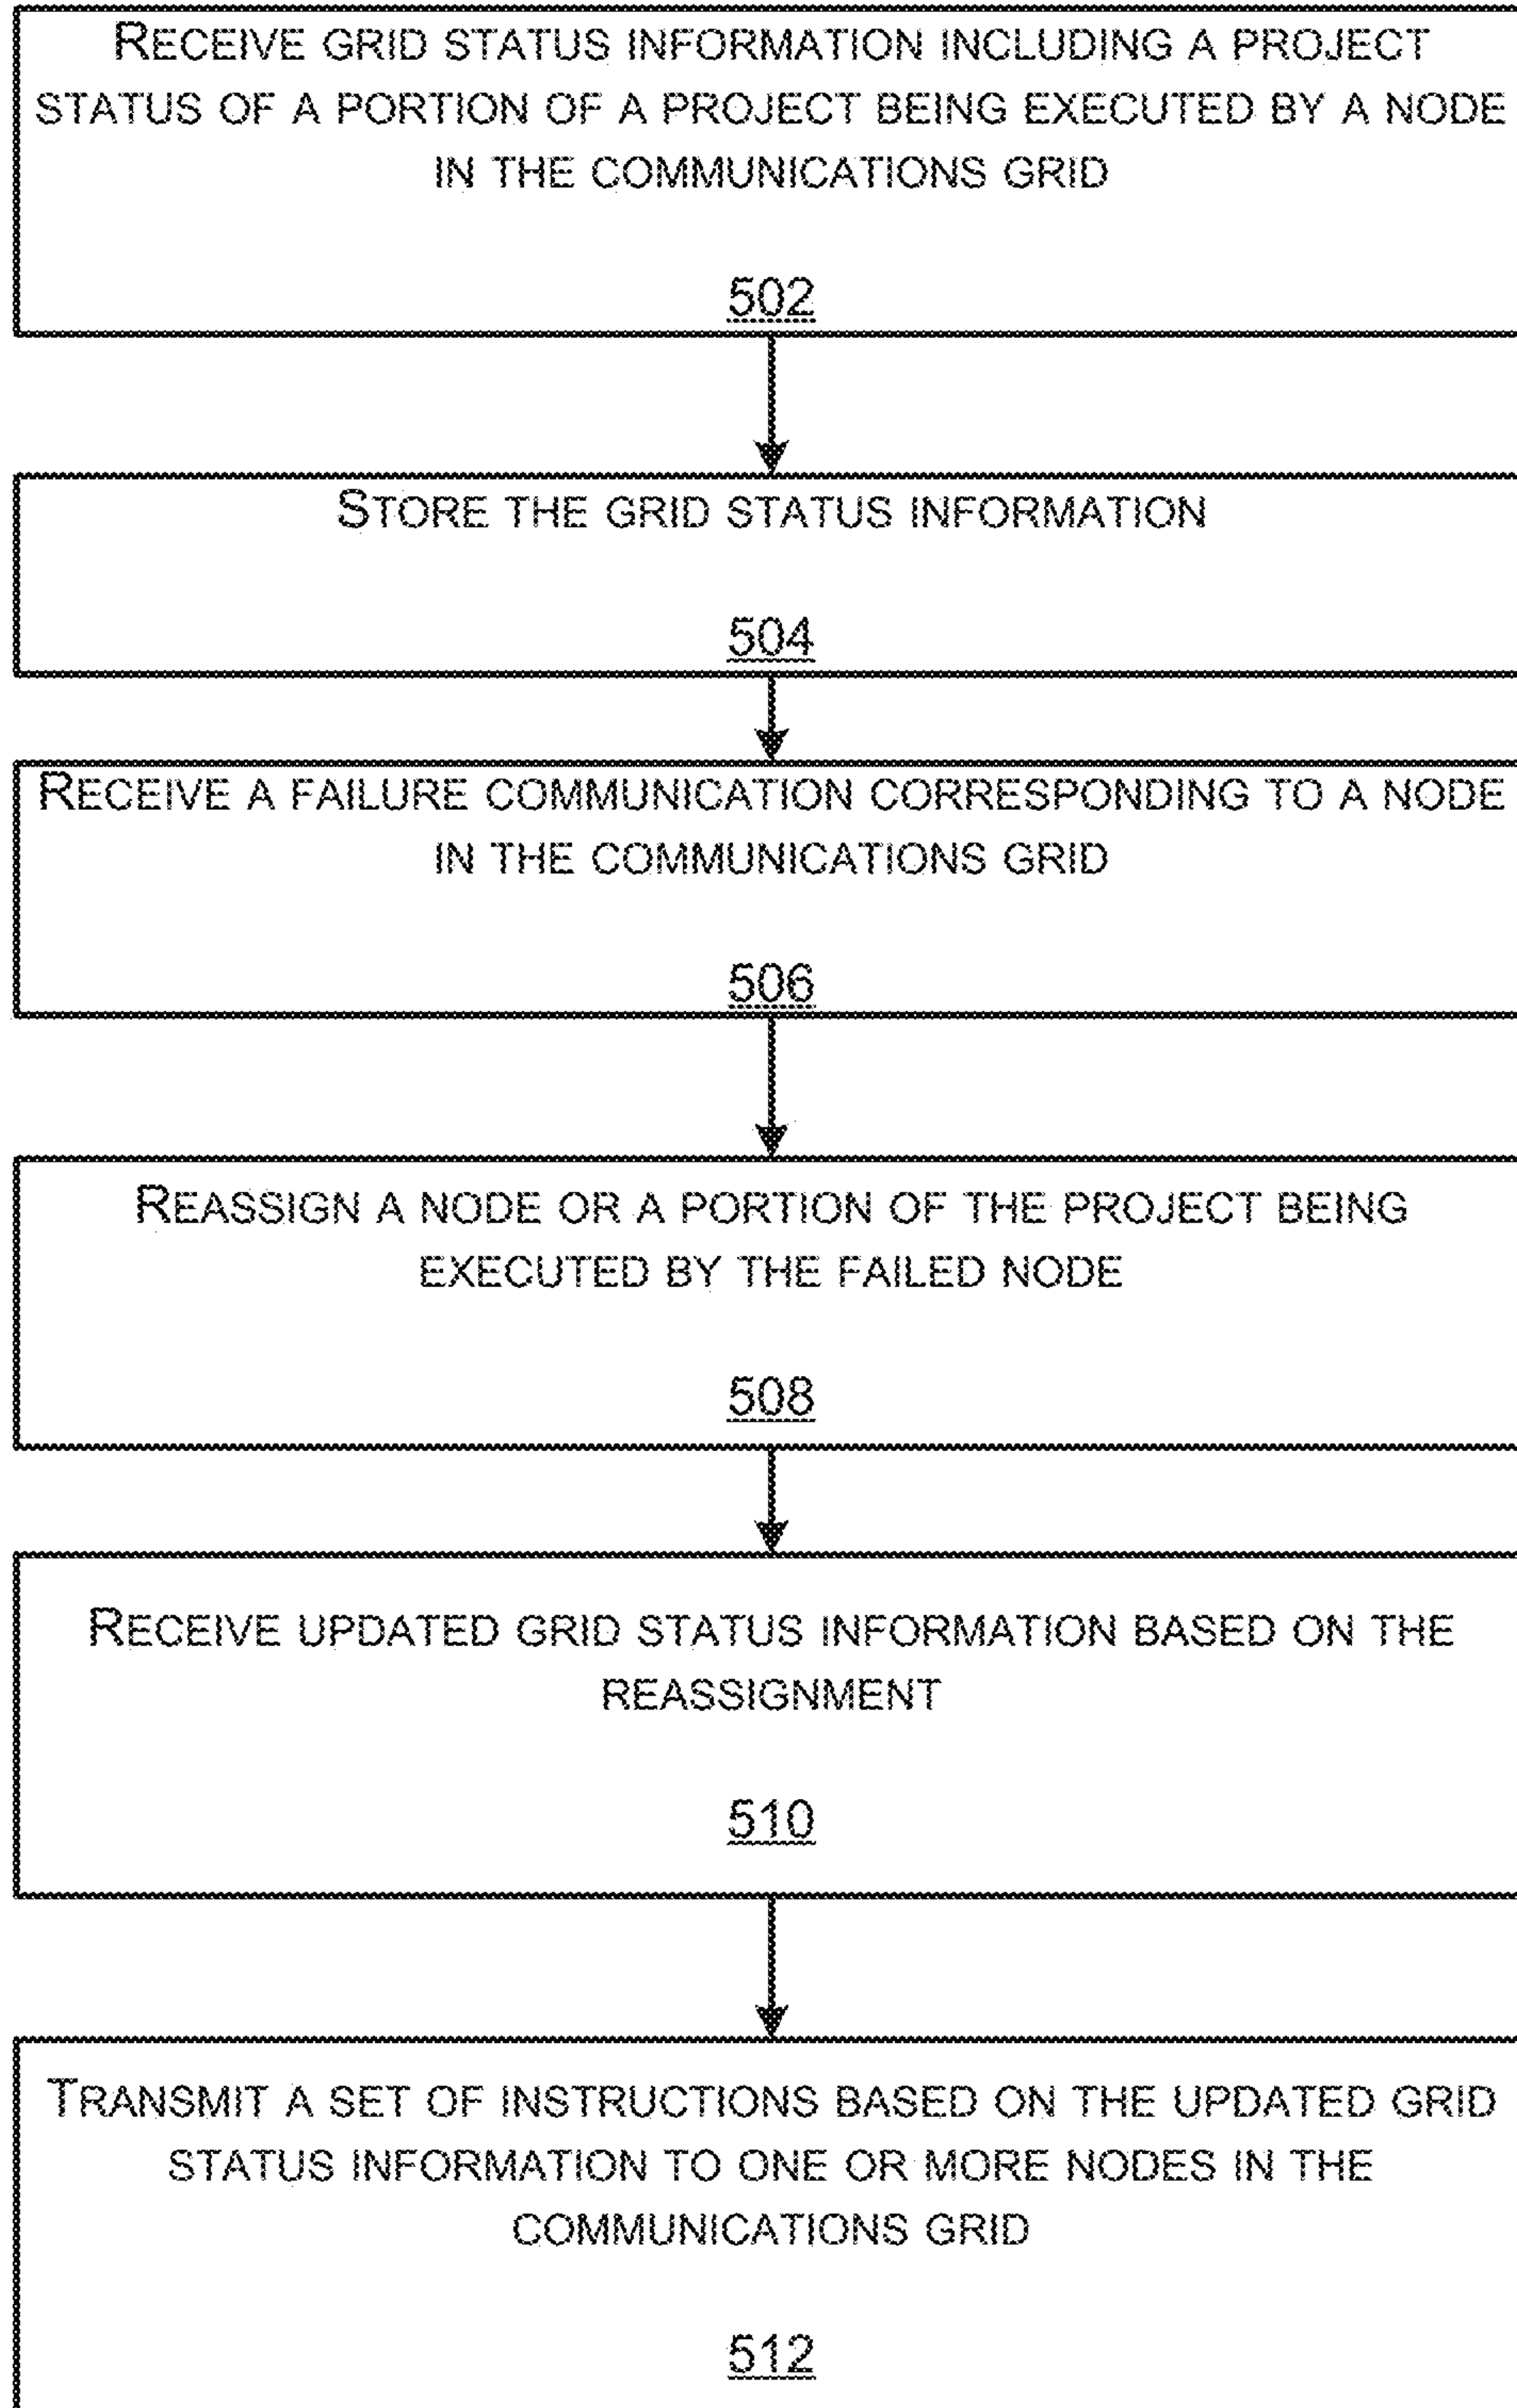 RECEIVE GRID STATUS INFORMATION INCLUDING A PROJECT
STATUS OF A PORTION OF A PROJECT BEING EXECUTED BY A NODE
IN THE COMMUNICATIONS GRID
502
STORE THE GRID STATUS INFORMATION
504
RECEIVE A FAILURE COMMUNICATION CORRESPONDING TO A NODE
IN THE COMMUNICATIONS GRID
506
REASSIGN A NODE OR A PORTION OF THE PROJECT BEING
EXECUTED BY THE FAILED NODE
508
RECEIVE UPDATED GRID STATUS INFORMATION BASED ON THE
REASSIGNMENT
510
TRANSMIT A SET OF INSTRUCTIONS BASED ON THE UPDATED GRID
STATUS INFORMATION TO ONE OR MORE NODES IN THE
COMMUNICATIONS GRID
512